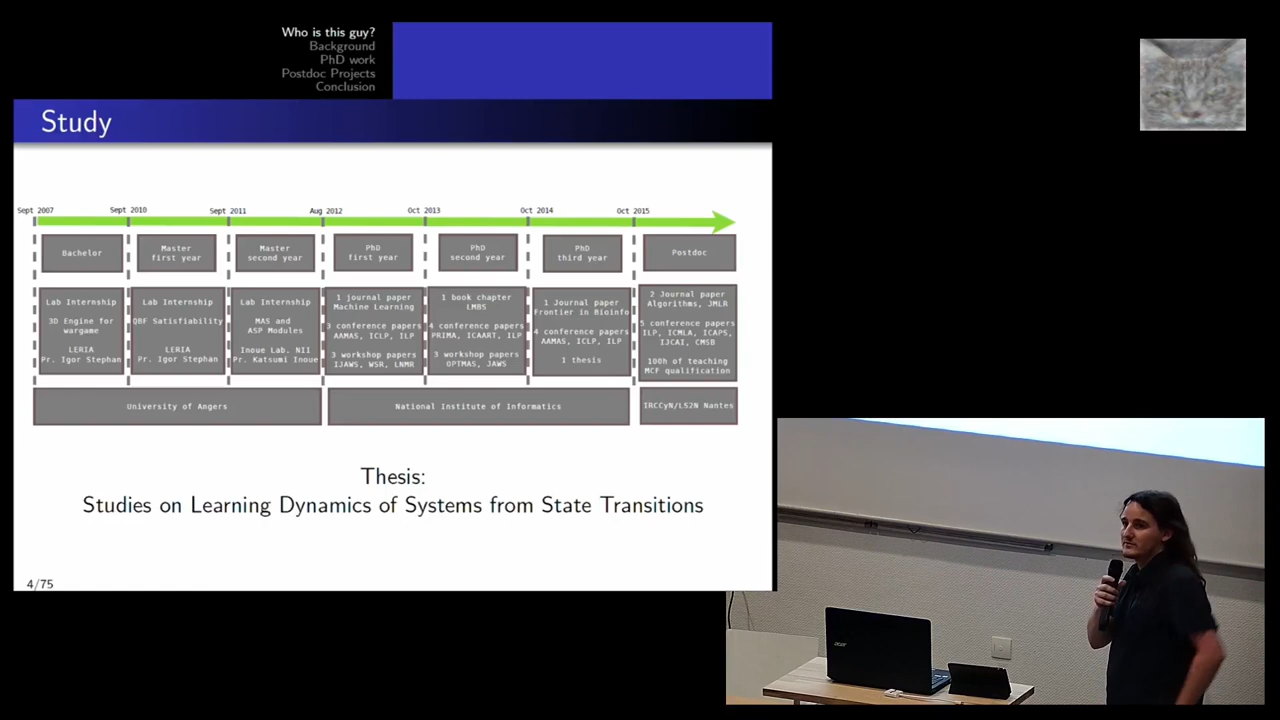 Who is this guy?
Background
PhD work
Postdoc Projects
Conclusion
Study
Sept 2007
Sept 2010
Sept 2011
Aug 2012
Oct 2013
Oct 2014
Oct 2015
Bachelor
Master
first year
Master
second year
PhD
first year
PhD
second year
PhD
third year
Postdoc
Lab Internship
3D Engine for
wargame
LERIA
Pr. Igor Stephan
Lab Internship
QBF Satisfiability
LERIA
Pr. Igor Stephan
Lab Internship
MAS and
ASP Modules
Inoue Lab. NII
Pr. Katsumi Inoue
1 journal paper
Machine Learning
3 conference papers
AAMAS, ICLP, ILP
3 workshop papers
IJAWS, WSR, LNMR
1 book chapter
LMBS
4 conference papers
PRIMA, ICAART, ILP
3 workshop papers
OPTMAS, JAWS
1 Journal paper
Frontier in Bioinfo
4 conference papers
AAMAS, ICLP, ILP
1 thesis
2 Journal paper
Algorithms, JMLR
5 conference papers
ILP, ICMLA, ICAPS,
IJCAI, CMSB
100h of teaching
MCF qualification
University of Angers
National Institute of Informatics
IRCCyN/LS2N Nantes
Thesis:
Studies on Learning Dynamics of Systems from State Transitions
4/75
acer